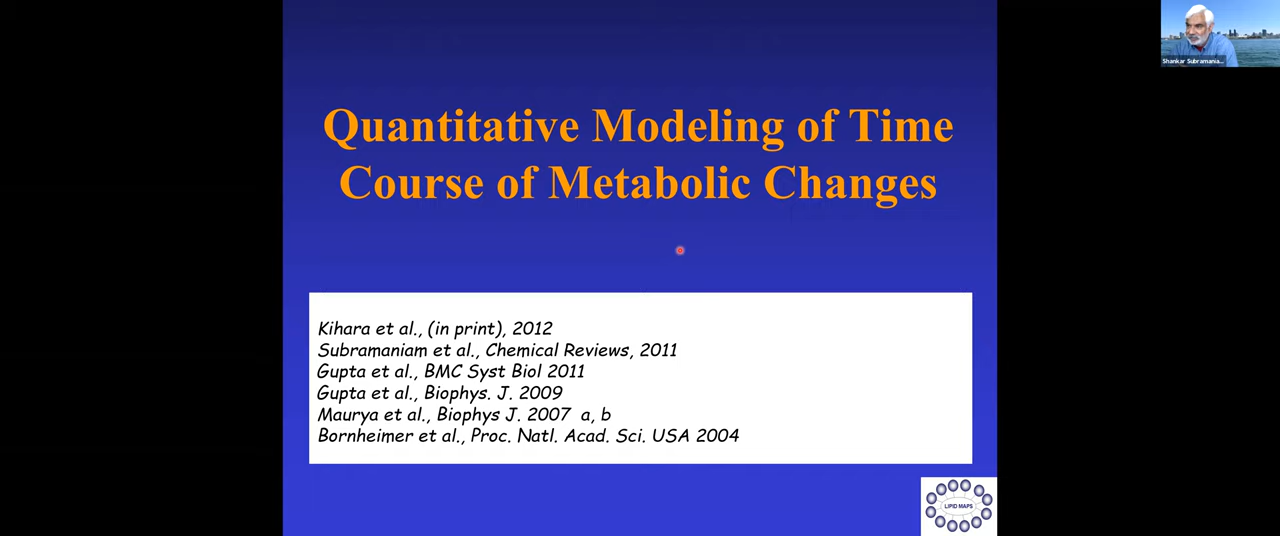 Shankar Subramania...
Quantitative Modeling of Time
Course of Metabolic Changes
Kihara et al., (in print), 2012
Subramaniam et al., Chemical Reviews, 2011
Gupta et al., BMC Syst Biol 2011
Gupta et al., Biophys. J. 2009
Maurya et al., Biophys J. 2007 a, b
Bornheimer et al., Proc. Natl. Acad. Sci. USA 2004
LIPID MAPS